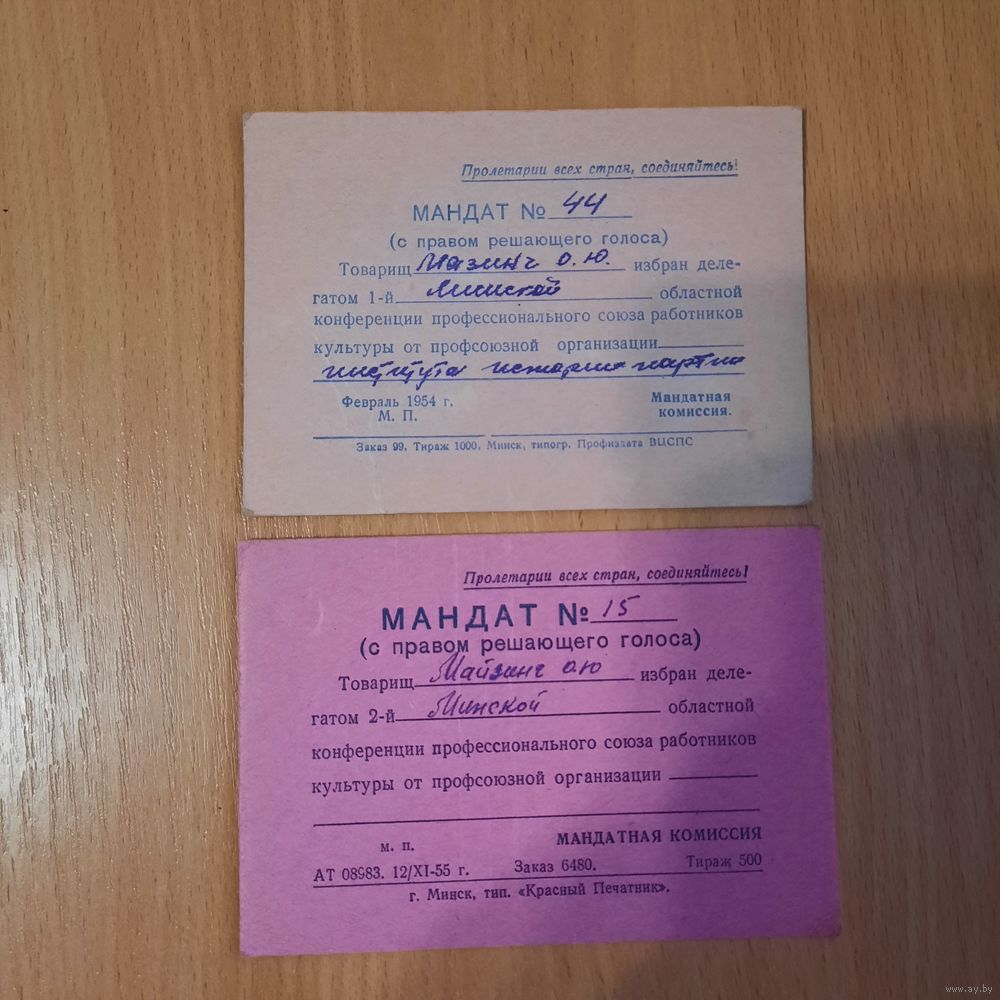 Пролетарии всех стран, соединяйтесь!
МАНДАТ № 44
(с правом решающего голоса)
Товарищ Мазинг О.Ю. избран деле-
гатом 1-й Минской областной
конференции профессионального союза работников
культуры от профсоюзной организации
института истории партии
Февраль 1954 г. Мандатная
М. П. комиссия.
Заказ 99. Тираж 1000. Минск, типогр. Профиздата ВЦСПС
Пролетарии всех стран, соединяйтесь!
МАНДАТ № 15
(с правом решающего голоса)
Товарищ Майзинг О.Ю избран деле-
гатом 2-й Минской областной
конференции профессионального союза работников
культуры от профсоюзной организации
м. п. МАНДАТНАЯ КОМИССИЯ
АТ 08983. 12/XI-55 г. Заказ 6480. Тираж 500
г. Минск, тип. «Красный Печатник».
www.ay.by